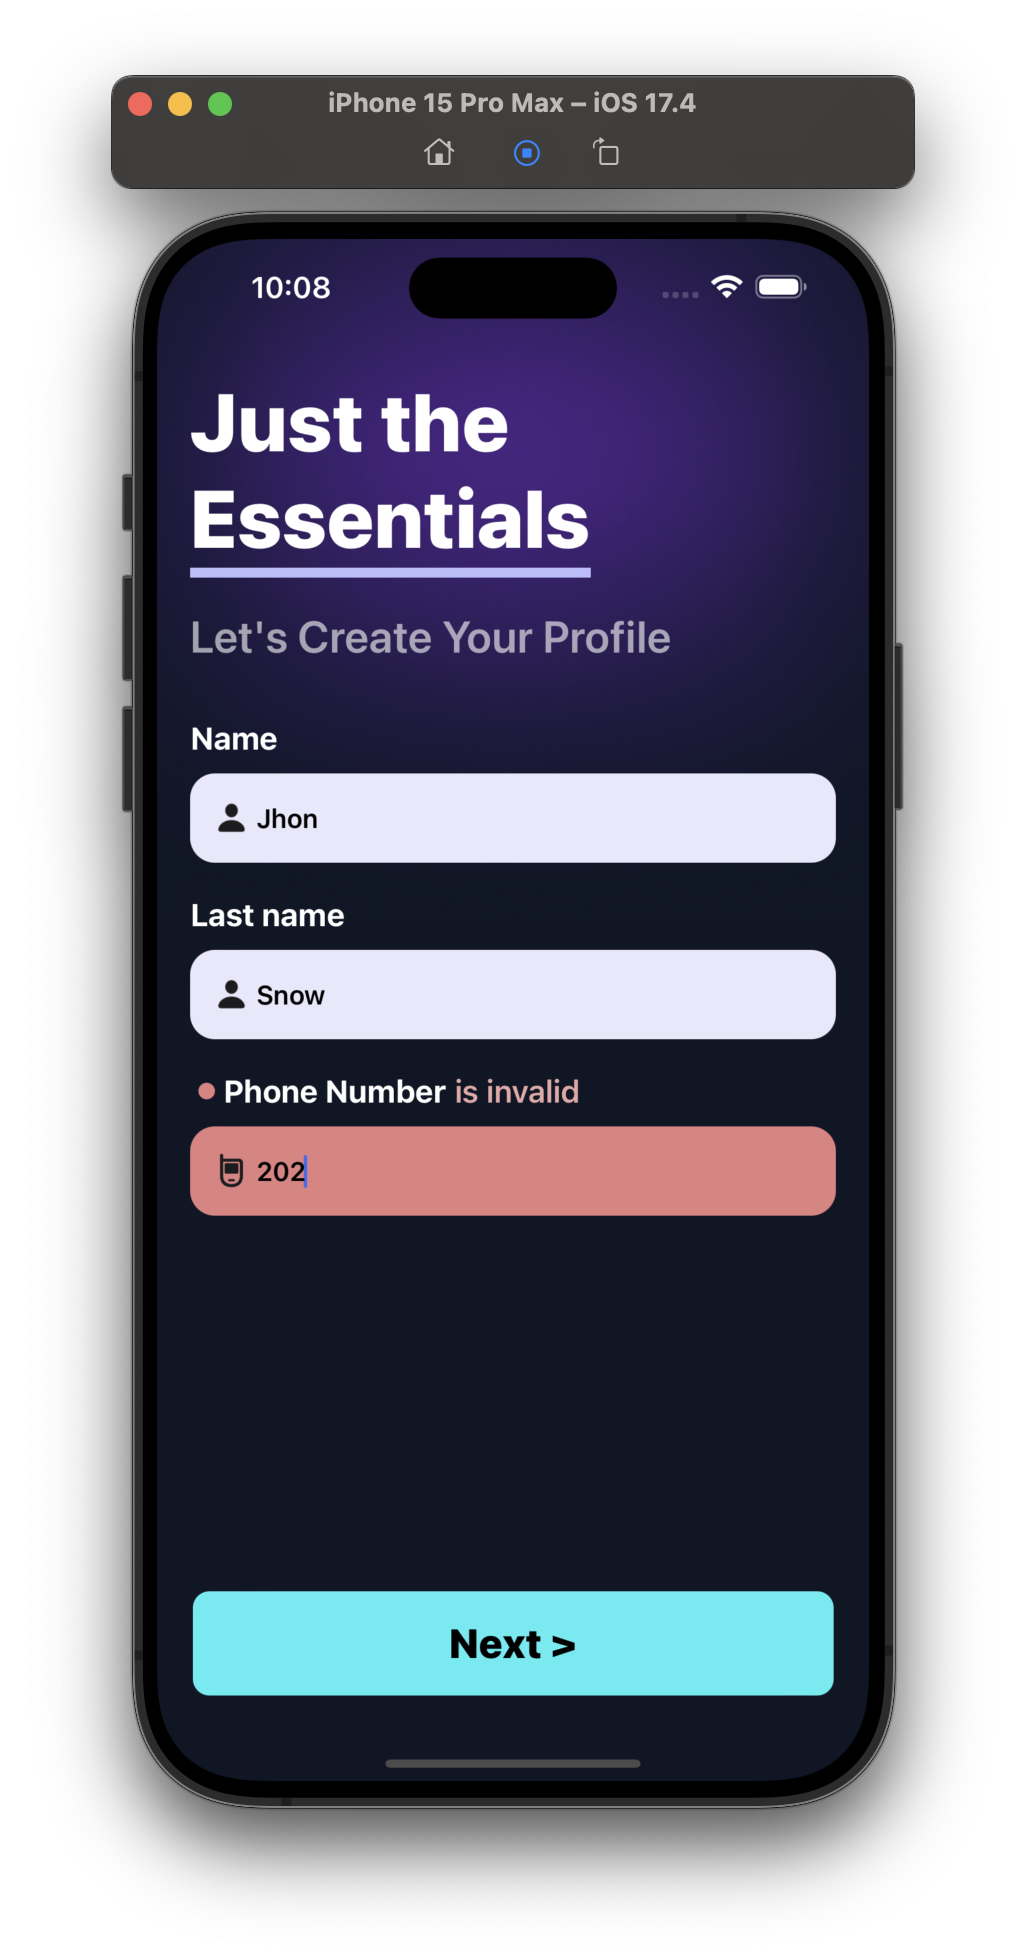 iPhone 15 Pro Max – iOS 17.4
10:08
Just the
Essentials
Let's Create Your Profile
Name
Jhon
Last name
Snow
Phone Number is invalid
202
Next >